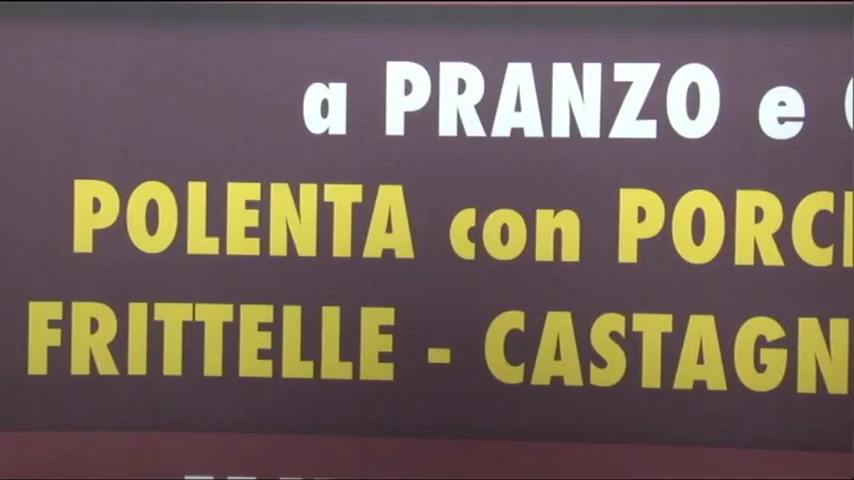 a PRANZO e
POLENTA con PORCI
FRITTELLE - CASTAGN